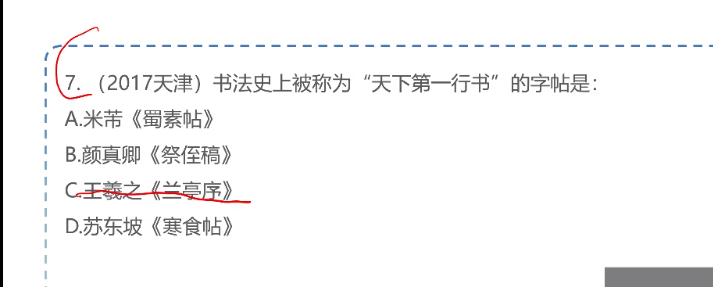 7. （2017天津）书法史上被称为“天下第一行书”的字帖是：
A.米芾《蜀素帖》
B.颜真卿《祭侄稿》
C.王羲之《兰亭序》
D.苏东坡《寒食帖》